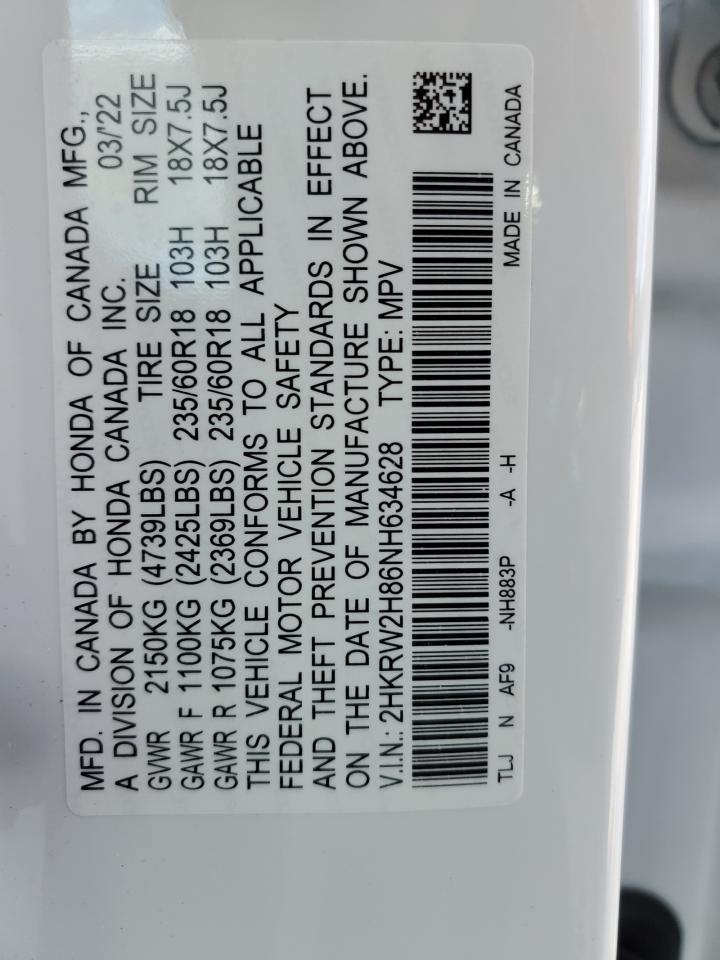 MFD. IN CANADA BY HONDA OF CANADA MFG.,
A DIVISION OF HONDA CANADA INC. 03/'22
GVWR 2150KG (4739LBS) TIRE SIZE RIM SIZE
GAWR F 1100KG (2425LBS) 235/60R18 103H 18X7.5J
GAWR R 1075KG (2369LBS) 235/60R18 103H 18X7.5J
THIS VEHICLE CONFORMS TO ALL APPLICABLE
FEDERAL MOTOR VEHICLE SAFETY
AND THEFT PREVENTION STANDARDS IN EFFECT
ON THE DATE OF MANUFACTURE SHOWN ABOVE.
V.I.N.: 2HKRW2H86NH634628 TYPE: MPV
TLJ N AF9 -NH883P -A -H MADE IN CANADA